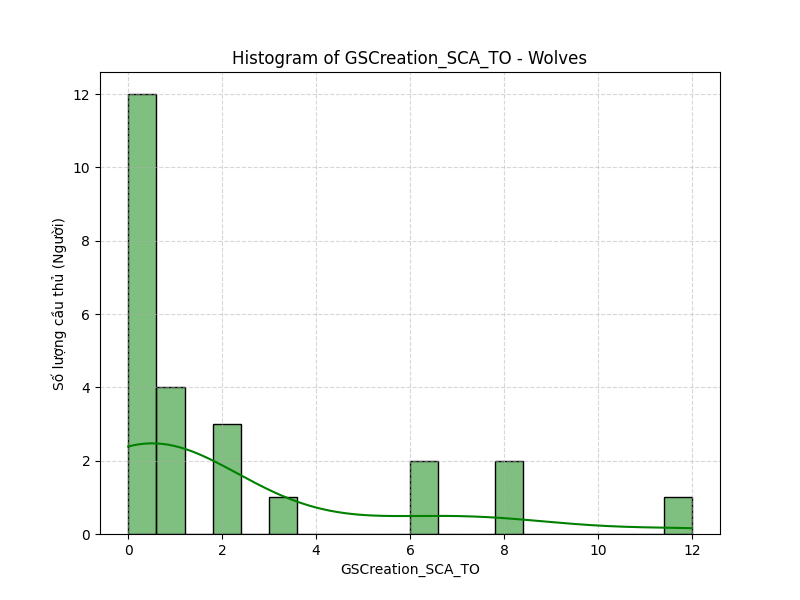 Histogram of GSCreation_SCA_TO - Wolves
Số lượng cầu thủ (Người)
12
10
8
6
4
2
0
0 2 4 6 8 10 12
GSCreation_SCA_TO